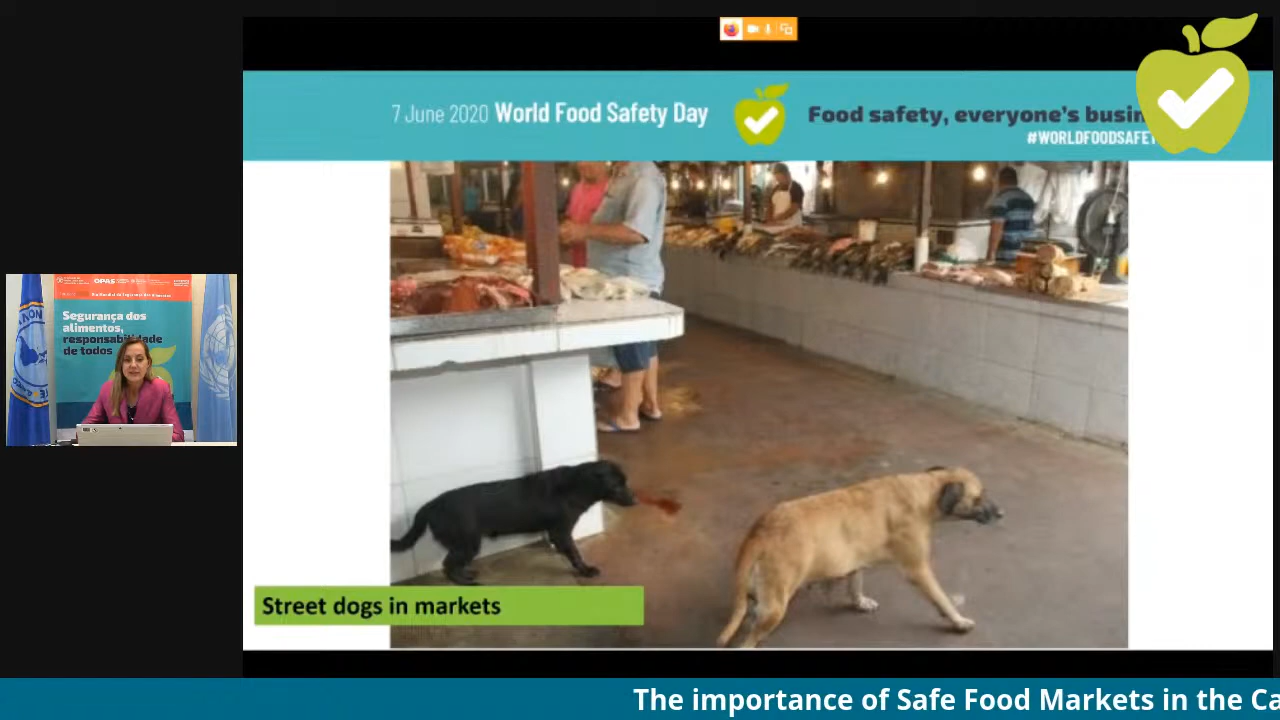 7 June 2020 World Food Safety Day
Food safety, everyone's busin
#WORLDFOODSAFET
OPAS
Segurança dos
alimentos,
responsabilidade
de todos
Street dogs in markets
The importance of Safe Food Markets in the Ca